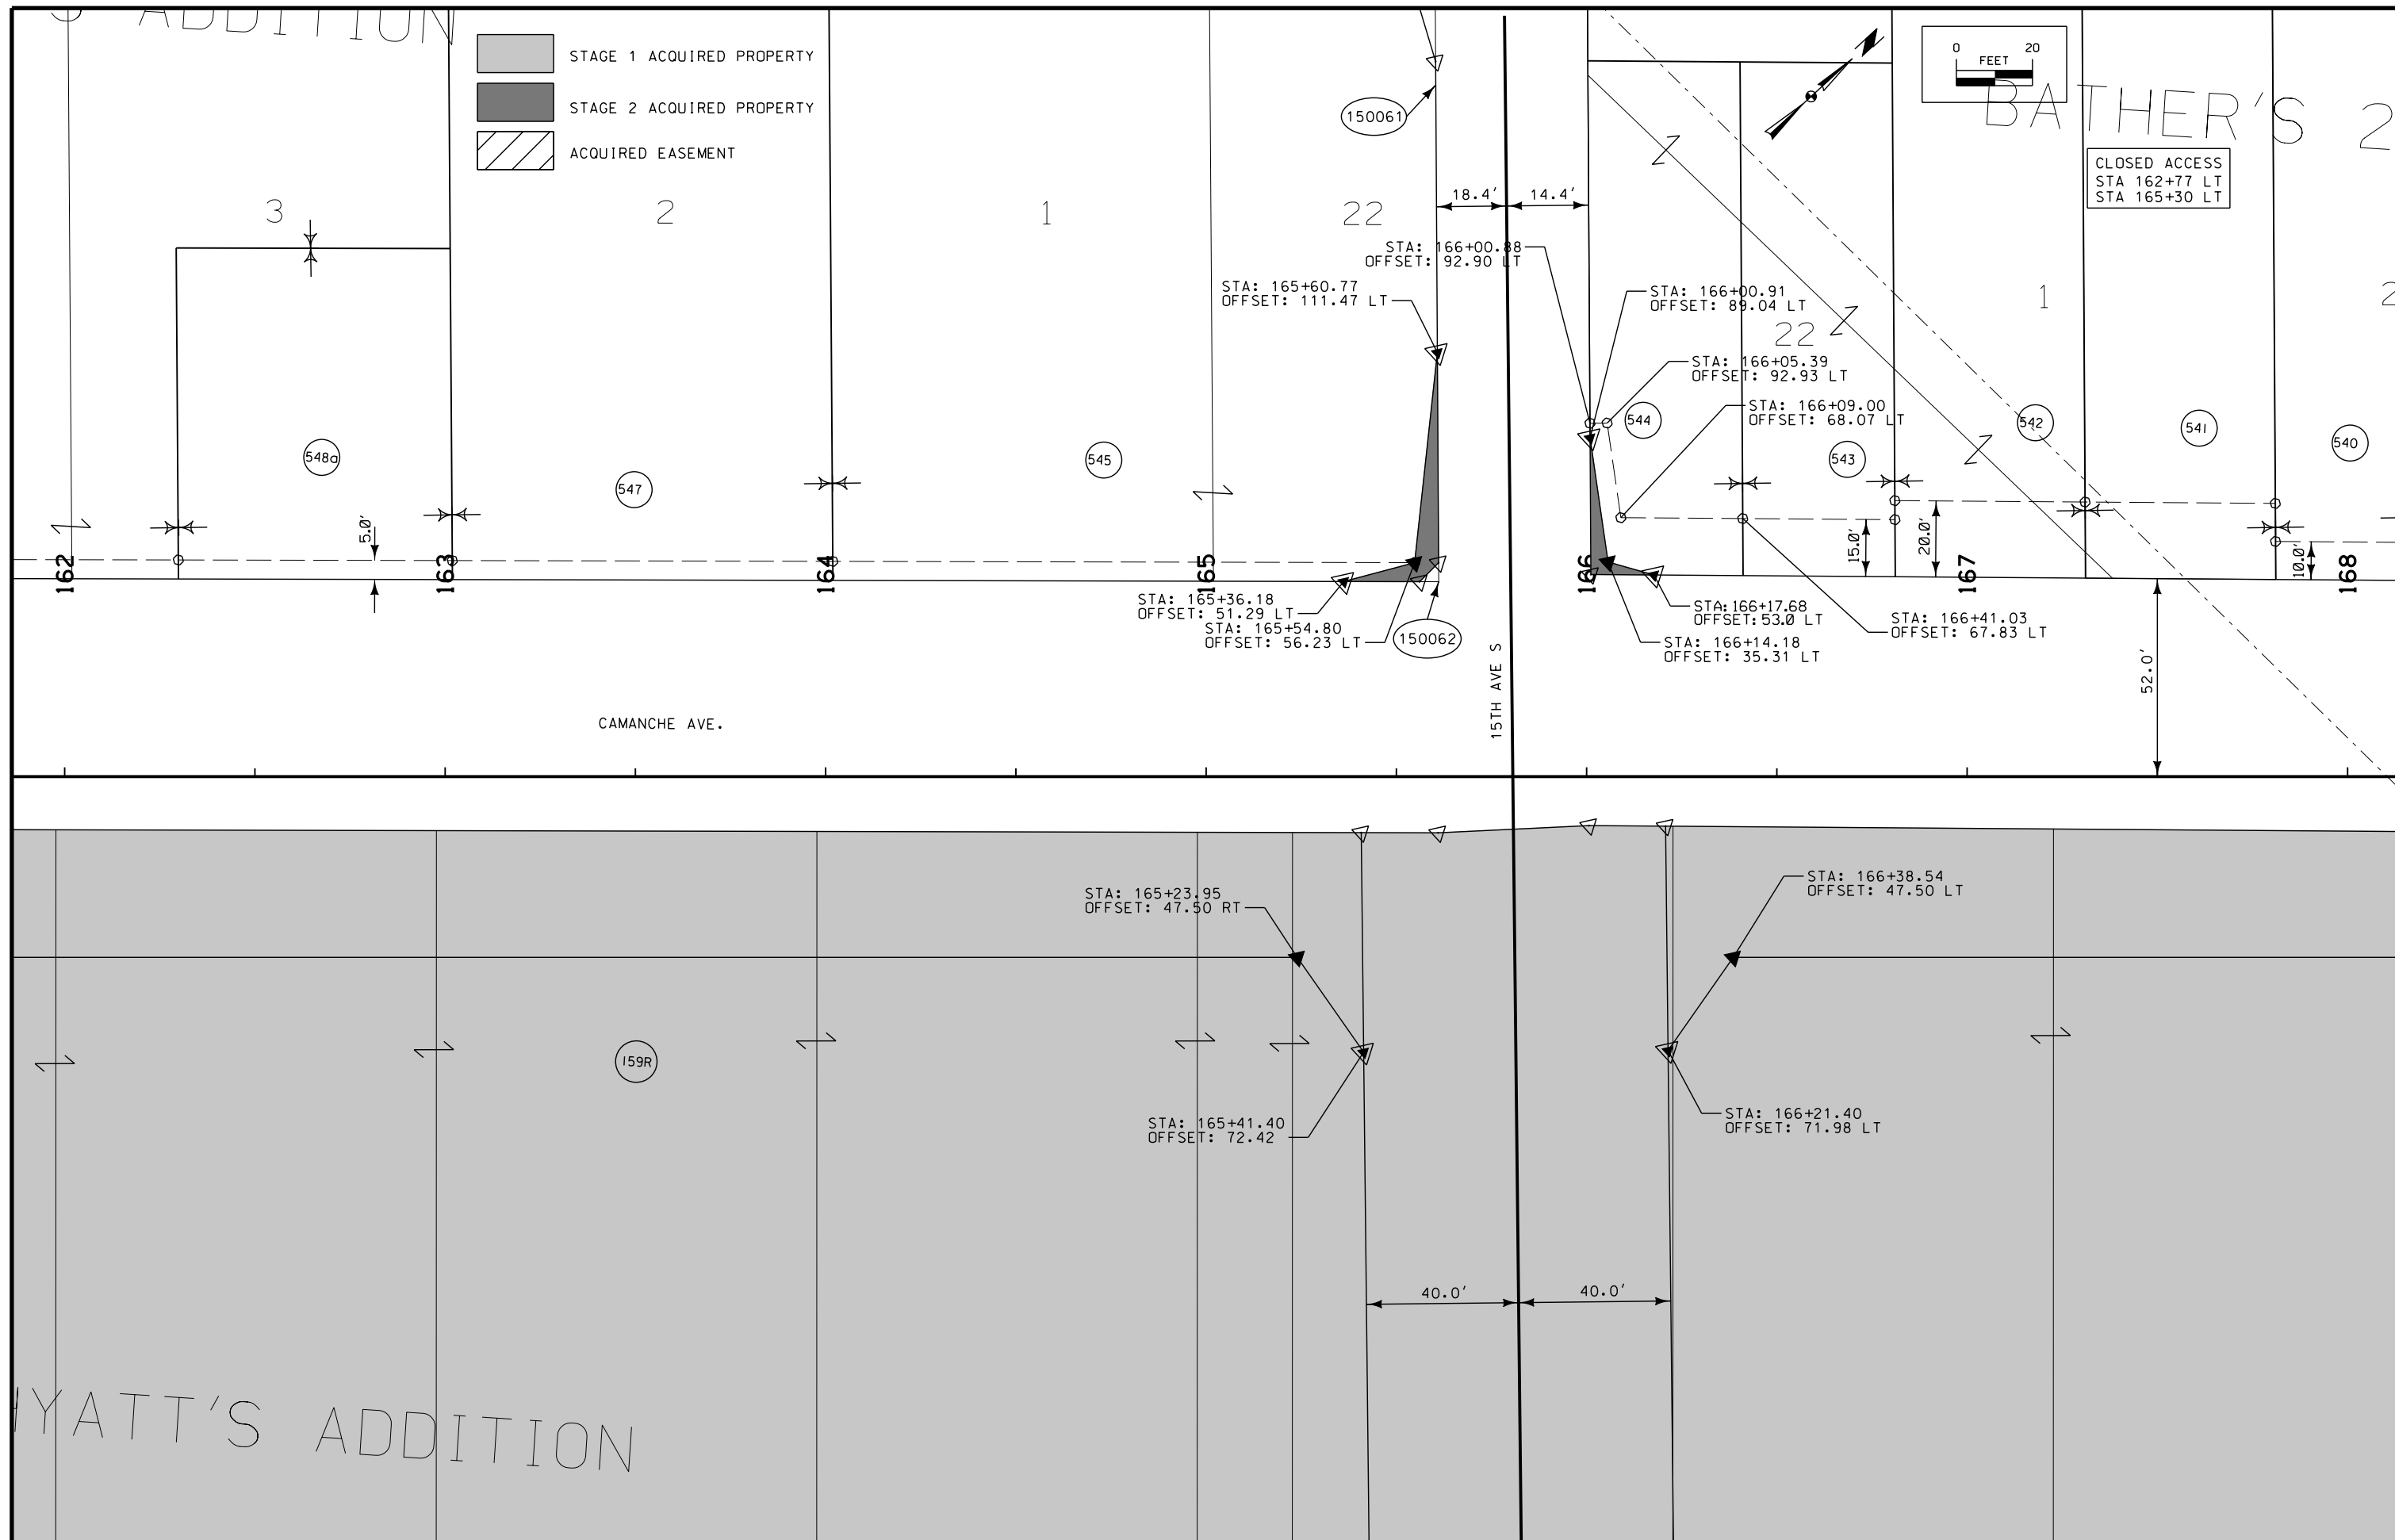 S ADDITION
STAGE 1 ACQUIRED PROPERTY
STAGE 2 ACQUIRED PROPERTY
ACQUIRED EASEMENT
N
0 20
FEET
BATHER'S 2
CLOSED ACCESS
STA 162+77 LT
STA 165+30 LT
150061
3
2
1
22
18.4'
14.4'
STA: 166+00.88
OFFSET: 92.90 LT
STA: 165+60.77
OFFSET: 111.47 LT
STA: 166+00.91
OFFSET: 89.04 LT
22
1
2
STA: 166+05.39
OFFSET: 92.93 LT
STA: 166+09.00
OFFSET: 68.07 LT
548a
547
545
544
543
542
541
540
5.0'
15.0'
20.0'
10.0'
162
163
164
165
166
167
168
STA: 165+36.18
OFFSET: 51.29 LT
STA: 165+54.80
OFFSET: 56.23 LT
150062
STA: 166+17.68
OFFSET: 53.0 LT
STA: 166+14.18
OFFSET: 35.31 LT
STA: 166+41.03
OFFSET: 67.83 LT
52.0'
15TH AVE S
CAMANCHE AVE.
STA: 165+23.95
OFFSET: 47.50 RT
STA: 166+38.54
OFFSET: 47.50 LT
159R
STA: 165+41.40
OFFSET: 72.42
STA: 166+21.40
OFFSET: 71.98 LT
40.0'
40.0'
HYATT'S ADDITION